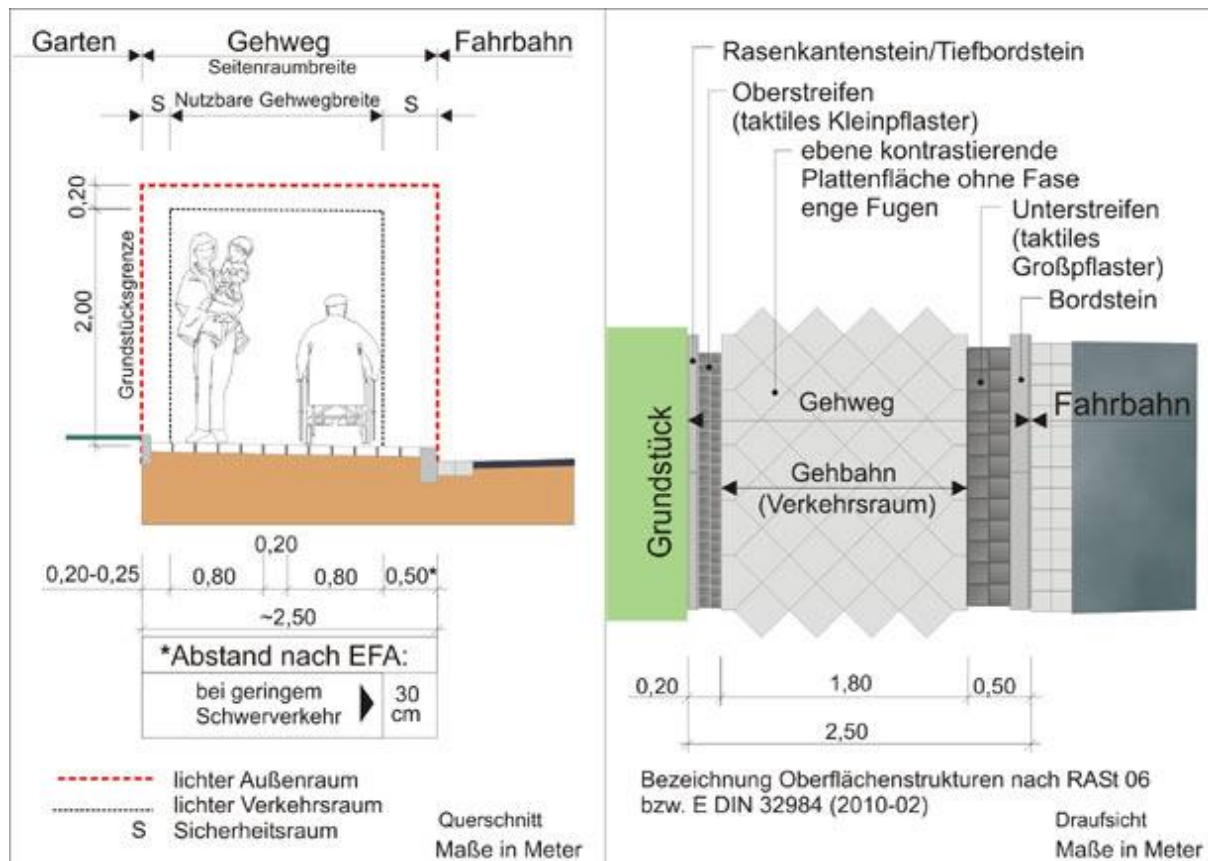 Garten
Gehweg
Fahrbahn
Seitenraumbreite
S
Nutzbare Gehwegbreite
S
0,20
2,00
Grundstücksgrenze
0,20
0,20-0,25
0,80
0,80
0,50*
~2,50
*Abstand nach EFA:
bei geringem
Schwerverkehr
30
cm
lichter Außenraum
lichter Verkehrsraum
S
Sicherheitsraum
Querschnitt
Maße in Meter
Rasenkantenstein/Tiefbordstein
Oberstreifen
(taktiles Kleinpflaster)
ebene kontrastierende
Plattenfläche ohne Fase
enge Fugen
Unterstreifen
(taktiles
Großpflaster)
Bordstein
Grundstück
Gehweg
Fahrbahn
Gehbahn
(Verkehrsraum)
0,20
1,80
0,50
2,50
Bezeichnung Oberflächenstrukturen nach RASt 06
bzw. E DIN 32984 (2010-02)
Draufsicht
Maße in Meter